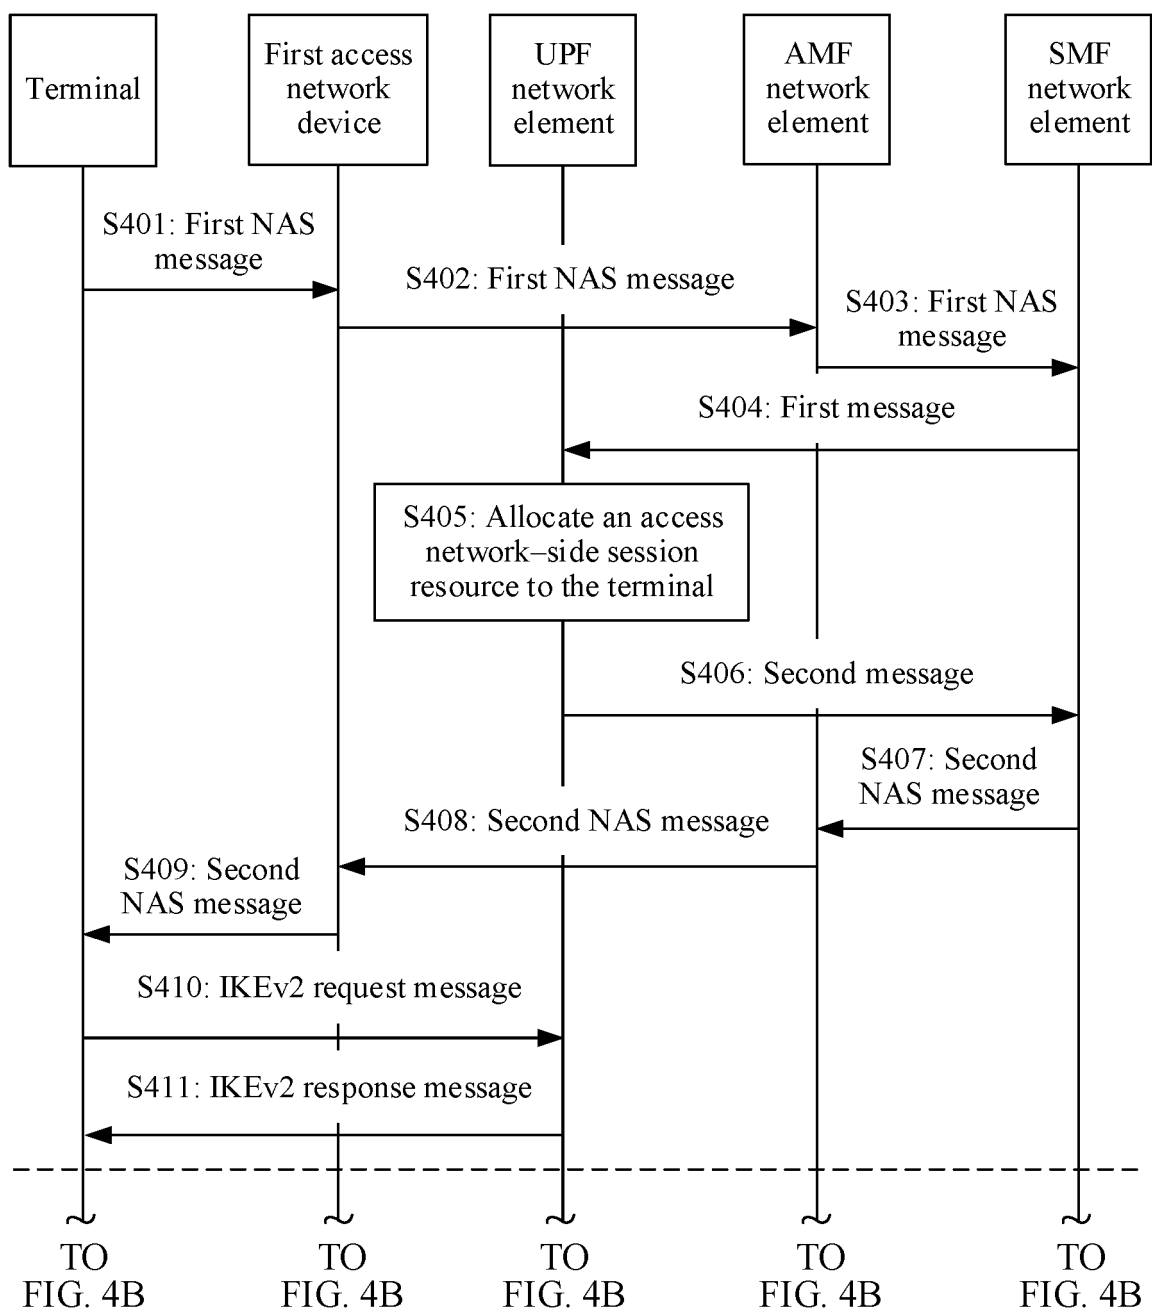 Terminal
First access
network
device
UPF
network
element
AMF
network
element
SMF
network
element
S401: First NAS
message
S402: First NAS message
S403: First NAS
message
S404: First message
S405: Allocate an access
network–side session
resource to the terminal
S406: Second message
S407: Second
NAS message
S408: Second NAS message
S409: Second
NAS message
S410: IKEv2 request message
S411: IKEv2 response message
TO
FIG. 4B
TO
FIG. 4B
TO
FIG. 4B
TO
FIG. 4B
TO
FIG. 4B